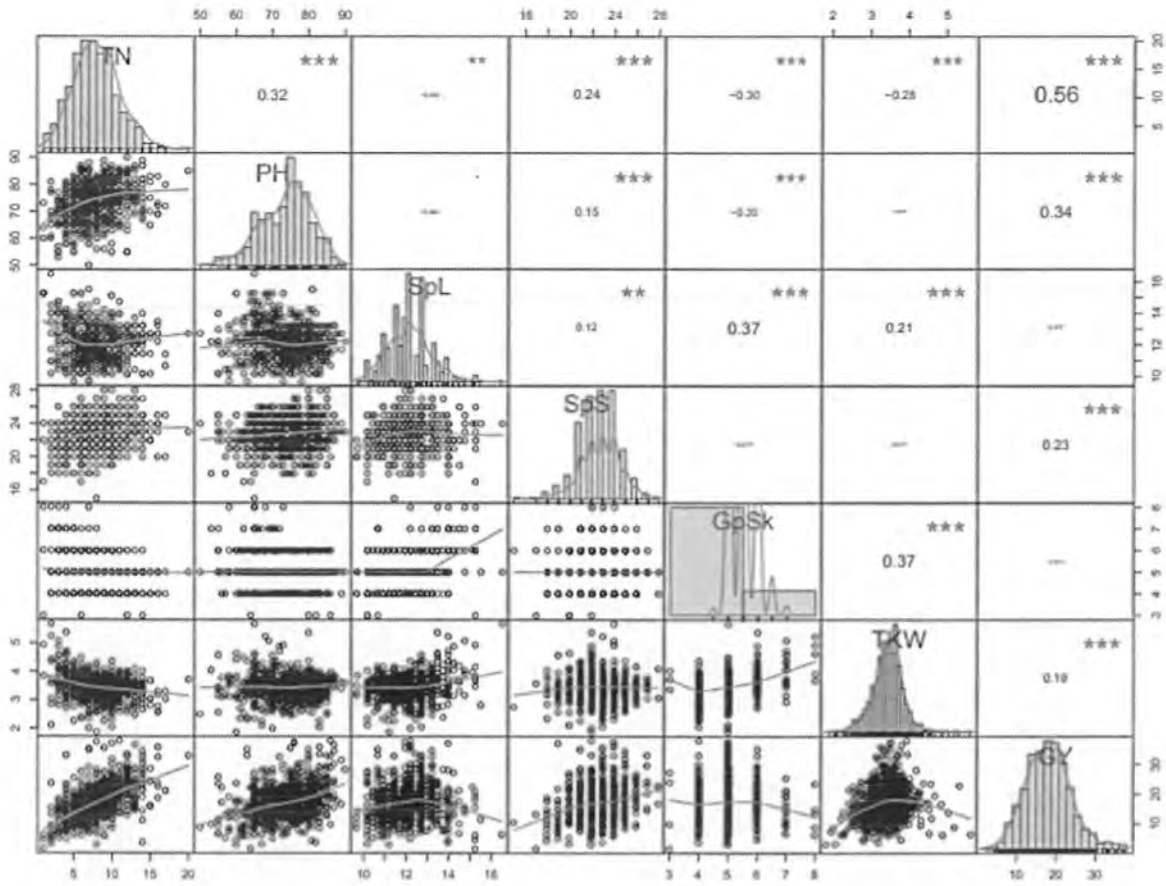 50 60 70 80 90 16 20 24 28 2 3 4 5
TN *** ** *** *** *** ***
0.32 0.24 -0.30 -0.28 0.56
5 10 15 20
PH *** *** ***
0.15 -0.20 0.34
50 60 70 80 90
SpL ** *** ***
0.12 0.37 0.21
10 12 14 16
SpS ***
0.23
16 20 24 28
GpSk ***
0.37
3 4 5 6 7 8
TKW ***
0.19
2 3 4 5
GY
10 20 30
5 10 15 20 10 12 14 16 3 4 5 6 7 8 10 20 30